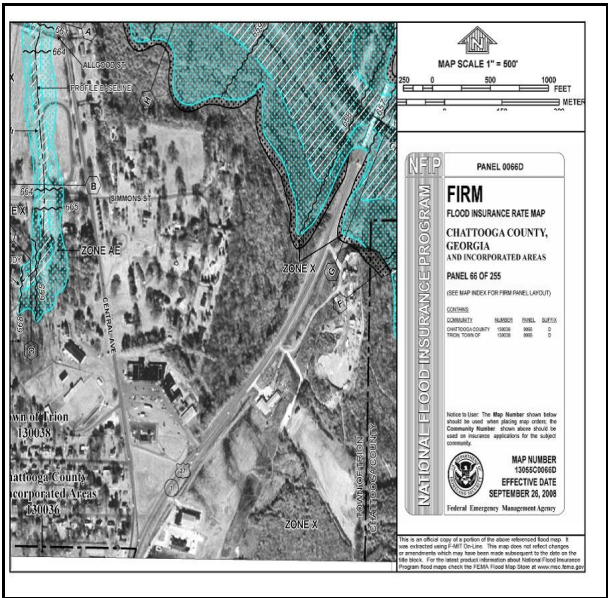 ALLGOOD ST
664
PROFILE BASELINE
B
SIMMONS ST
664
665
ZONE AE
ZONE X
G
CENTRAL AVE
Town of Trion
130038
Chattooga County
Incorporated Areas
130036
TOWN OF TRION
CHATTOOGA COUNTY
ZONE X
MAP SCALE 1" = 500'
250 0 500 1000
FEET
METER
NFIP
NATIONAL FLOOD INSURANCE PROGRAM
PANEL 0066D
FIRM
FLOOD INSURANCE RATE MAP
CHATTOOGA COUNTY,
GEORGIA
AND INCORPORATED AREAS
PANEL 66 OF 255
(SEE MAP INDEX FOR FIRM PANEL LAYOUT)
CONTAINS:
COMMUNITY NUMBER PANEL SUFFIX
CHATTOOGA COUNTY 130036 0066 D
TRION, TOWN OF 130038 0066 D
Notice to User: The Map Number shown below
should be used when placing map orders; the
Community Number shown above should be
used on insurance applications for the subject
community.
MAP NUMBER
13055C0066D
EFFECTIVE DATE
SEPTEMBER 26, 2008
Federal Emergency Management Agency
This is an official copy of a portion of the above referenced flood map. It
was extracted using F-MIT On-Line. This map does not reflect changes
or amendments which may have been made subsequent to the date on the
title block. For the latest product information about National Flood Insurance
Program flood maps check the FEMA Flood Map Store at www.msc.fema.gov